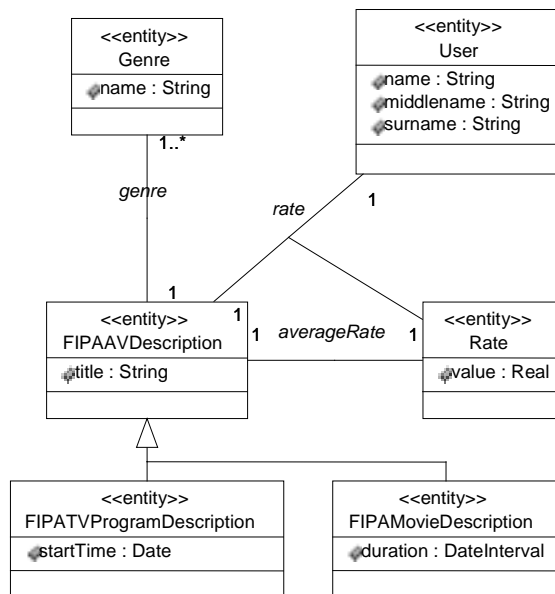 <<entity>>
Genre
name : String
<<entity>>
User
name : String
middlename : String
surname : String
1..*
genre
rate
1
1
1
<<entity>>
FIPAAVDescription
title : String
1
averageRate
1
<<entity>>
Rate
value : Real
<<entity>>
FIPATVProgramDescription
startTime : Date
<<entity>>
FIPAMovieDescription
duration : DateInterval